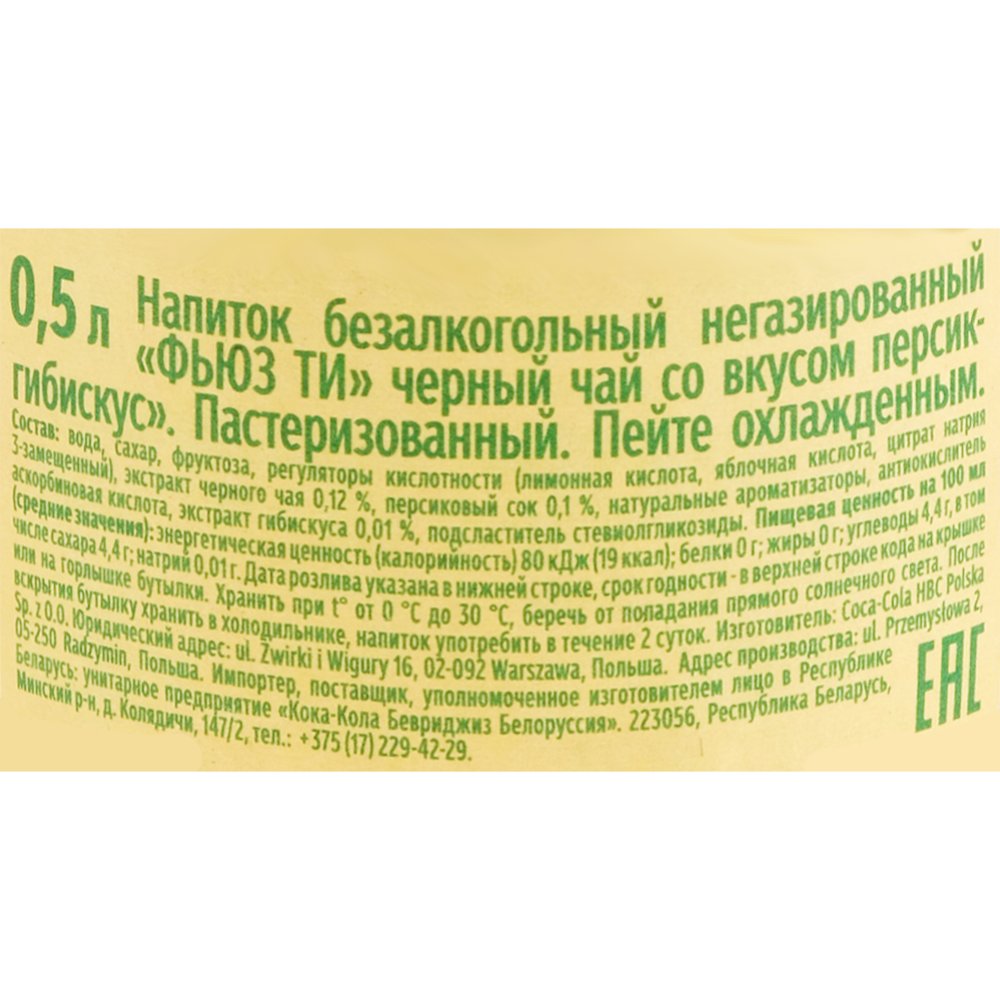 0,5 л
Напиток безалкогольный негазированный
«ФЬЮЗ ТИ» черный чай со вкусом персик-
гибискус». Пастеризованный. Пейте охлажденным.
Состав: вода, сахар, фруктоза, регуляторы кислотности (лимонная кислота, яблочная кислота, цитрат натрия
3-замещенный), экстракт черного чая 0,12 %, персиковый сок 0,1 %, натуральные ароматизаторы, антиокислитель
аскорбиновая кислота, экстракт гибискуса 0,01 %, подсластитель стевиолгликозиды. Пищевая ценность на 100 мл
(средние значения): энергетическая ценность (калорийность) 80 кДж (19 ккал); белки 0 г; жиры 0 г; углеводы 4,4 г, в том
числе сахара 4,4 г; натрий 0,01 г. Дата розлива указана в нижней строке, срок годности - в верхней строке кода на крышке
или на горлышке бутылки. Хранить при t° от 0 °C до 30 °C, беречь от попадания прямого солнечного света. После
вскрытия бутылку хранить в холодильнике, напиток употребить в течение 2 суток. Изготовитель: Coca-Cola HBC Polska
Sp. z O.O. Юридический адрес: ul. Żwirki i Wigury 16, 02-092 Warszawa, Польша. Адрес производства: ul. Przemysłowa 2,
05-250 Radzymin, Польша. Импортер, поставщик, уполномоченное изготовителем лицо в Республике
Беларусь: унитарное предприятие «Кока-Кола Бевриджиз Белоруссия». 223056, Республика Беларусь,
Минский р-н, д. Колядичи, 147/2, тел.: +375 (17) 229-42-29.
EAC